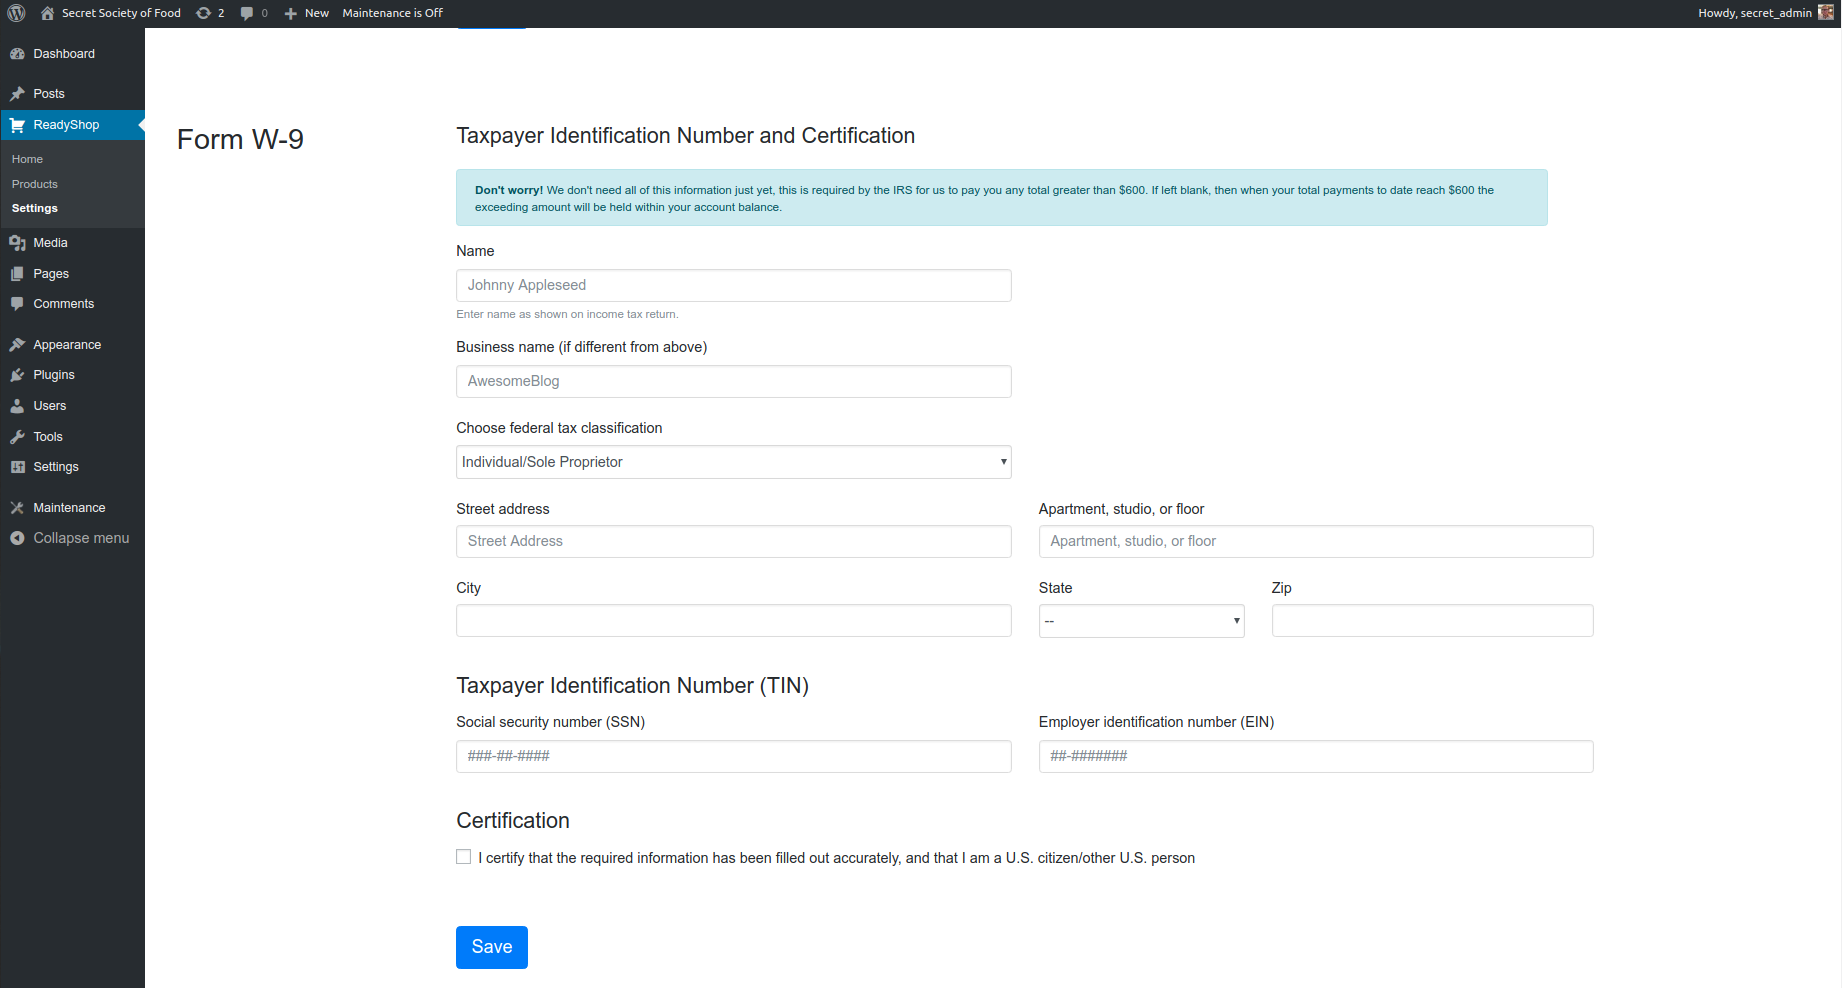 Secret Society of Food
2
0
New
Maintenance is Off
Howdy, secret_admin
Dashboard
Posts
ReadyShop
Home
Products
Settings
Media
Pages
Comments
Appearance
Plugins
Users
Tools
Settings
Maintenance
Collapse menu
Form W-9
Taxpayer Identification Number and Certification
Don't worry! We don't need all of this information just yet, this is required by the IRS for us to pay you any total greater than $600. If left blank, then when your total payments to date reach $600 the
exceeding amount will be held within your account balance.
Name
Johnny Appleseed
Enter name as shown on income tax return.
Business name (if different from above)
AwesomeBlog
Choose federal tax classification
Individual/Sole Proprietor
Street address
Street Address
Apartment, studio, or floor
Apartment, studio, or floor
City
State
--
Zip
Taxpayer Identification Number (TIN)
Social security number (SSN)
###-##-####
Employer identification number (EIN)
##-#######
Certification
I certify that the required information has been filled out accurately, and that I am a U.S. citizen/other U.S. person
Save